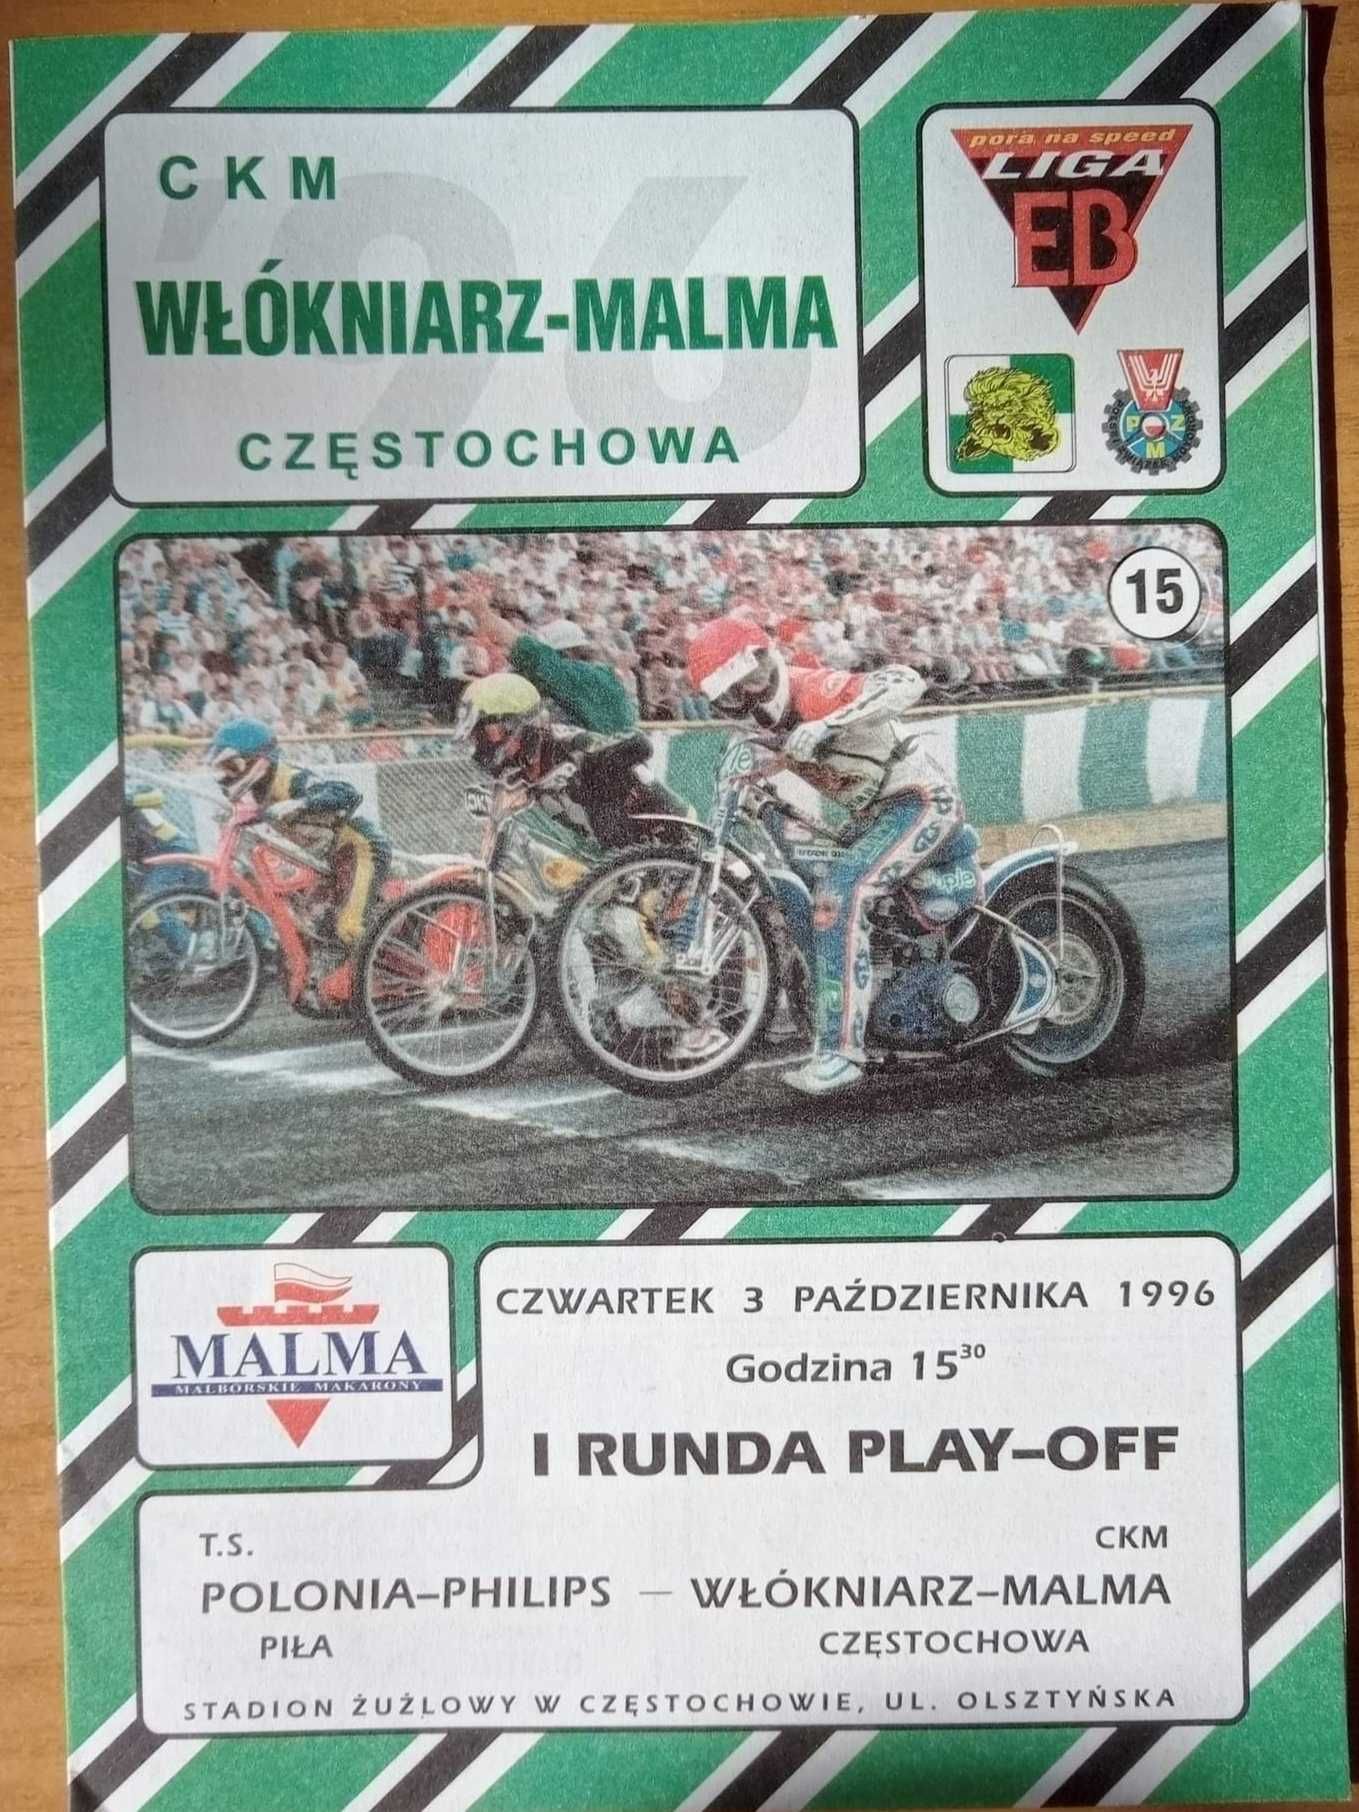 CKM
'96
WŁÓKNIARZ-MALMA
CZĘSTOCHOWA
pora na speed
LIGA
EB
P Z
M
15
MALMA
MALBORSKIE MAKARONY
CZWARTEK 3 PAŹDZIERNIKA 1996
Godzina 15³⁰
I RUNDA PLAY–OFF
T.S.
POLONIA–PHILIPS
PIŁA
—
CKM
WŁÓKNIARZ–MALMA
CZĘSTOCHOWA
STADION ŻUŻLOWY W CZĘSTOCHOWIE, UL. OLSZTYŃSKA